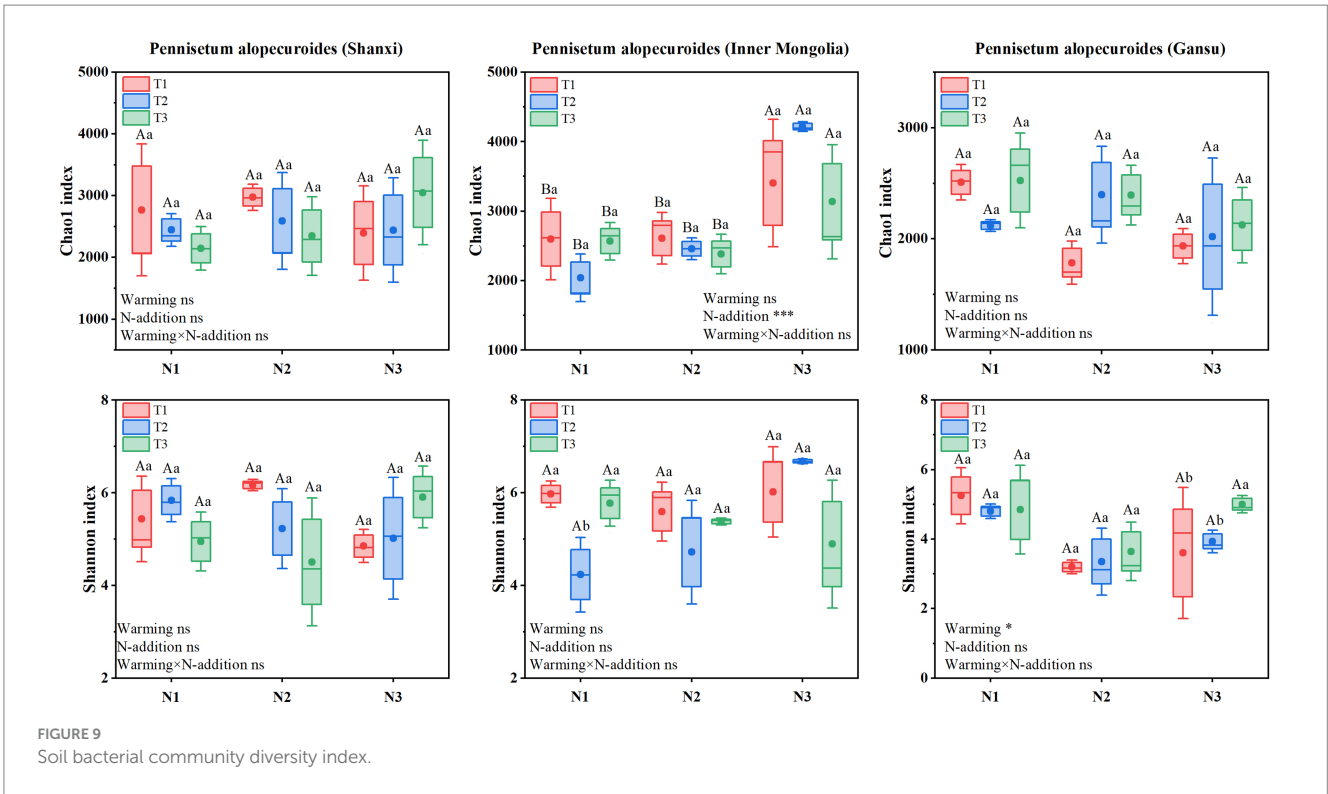 Pennisetum alopecuroides (Shanxi)
5000
4000
3000
2000
1000
Chao1 index
T1
T2
T3
Aa Aa Aa Aa Aa Aa Aa Aa Aa
Warming ns
N-addition ns
Warming×N-addition ns
N1 N2 N3
Pennisetum alopecuroides (Inner Mongolia)
5000
4000
3000
2000
1000
Chao1 index
T1
T2
T3
Ba Ba Ba Ba Ba Ba Aa Aa Aa
Warming ns
N-addition ***
Warming×N-addition ns
N1 N2 N3
Pennisetum alopecuroides (Gansu)
3000
2000
1000
Chao1 index
T1
T2
T3
Aa Aa Aa Aa Aa Aa Aa Aa Aa
Warming ns
N-addition ns
Warming×N-addition ns
N1 N2 N3
8
6
4
2
Shannon index
T1
T2
T3
Aa Aa Aa Aa Aa Aa Aa Aa Aa
Warming ns
N-addition ns
Warming×N-addition ns
N1 N2 N3
8
6
4
2
Shannon index
T1
T2
T3
Aa Ab Aa Aa Aa Aa Aa Aa Aa
Warming ns
N-addition ns
Warming×N-addition ns
N1 N2 N3
8
6
4
2
0
Shannon index
T1
T2
T3
Aa Aa Aa Aa Aa Aa Ab Ab Aa
Warming *
N-addition ns
Warming×N-addition ns
N1 N2 N3
FIGURE 9
Soil bacterial community diversity index.